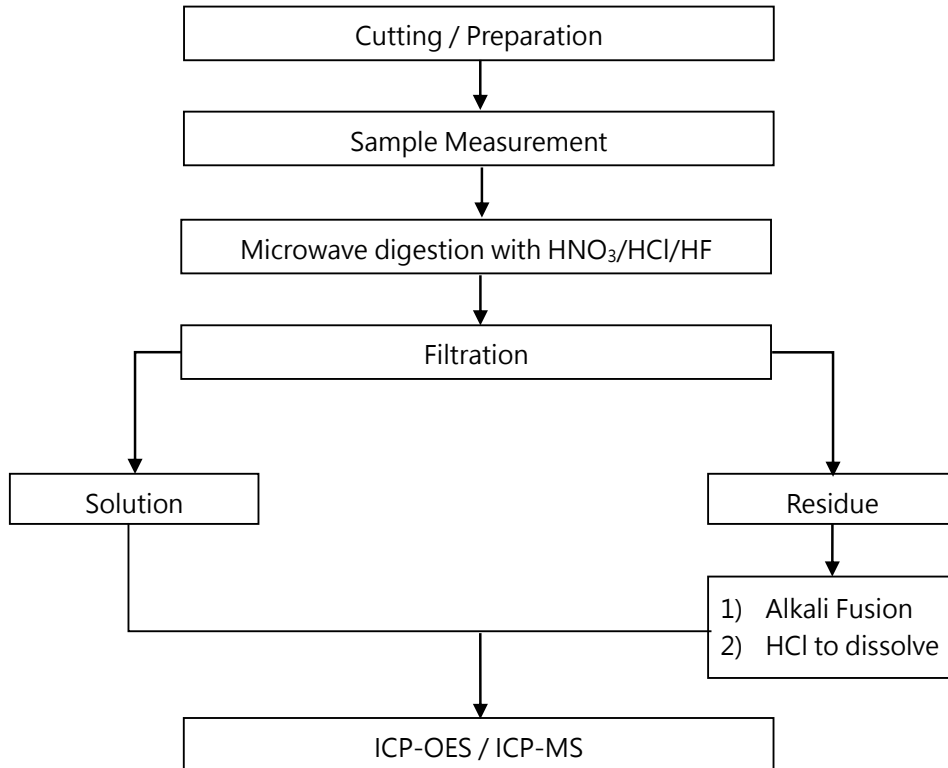 Cutting / Preparation
Sample Measurement
Microwave digestion with HNO₃/HCl/HF
Filtration
Solution
Residue
1) Alkali Fusion
2) HCl to dissolve
ICP-OES / ICP-MS